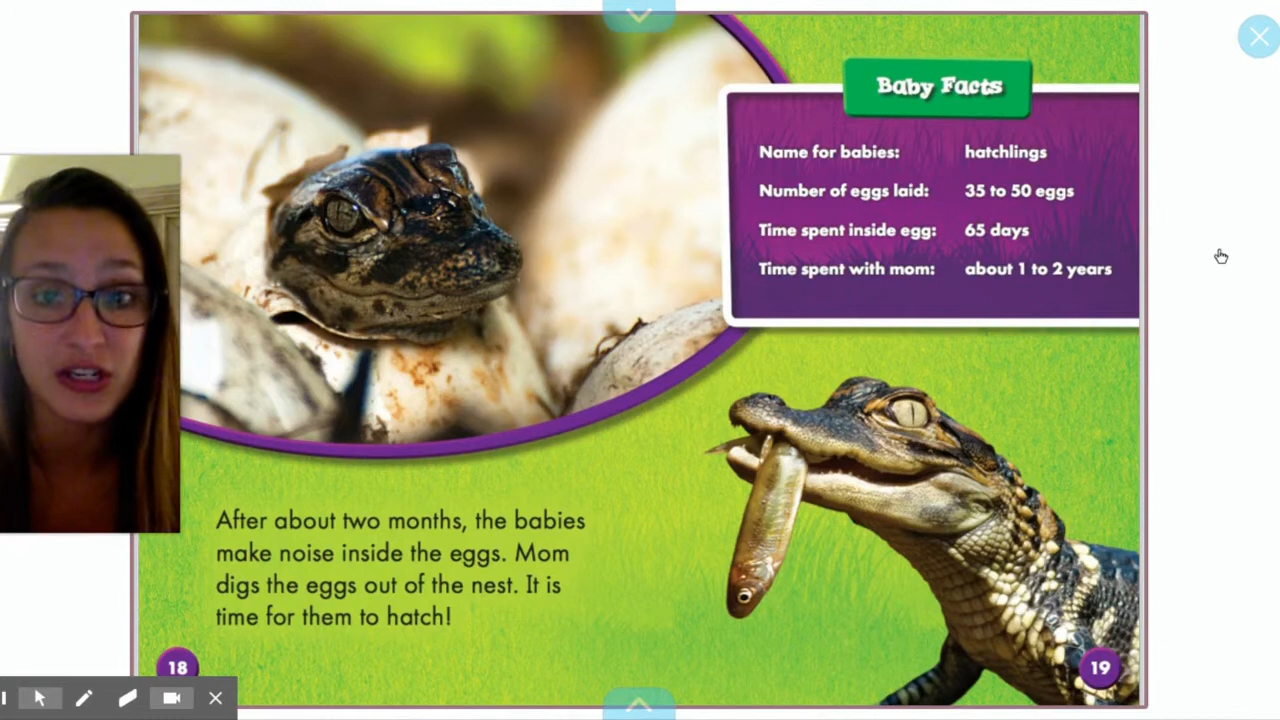 Baby Facts
Name for babies: hatchlings
Number of eggs laid: 35 to 50 eggs
Time spent inside egg: 65 days
Time spent with mom: about 1 to 2 years
After about two months, the babies
make noise inside the eggs. Mom
digs the eggs out of the nest. It is
time for them to hatch!
18
19